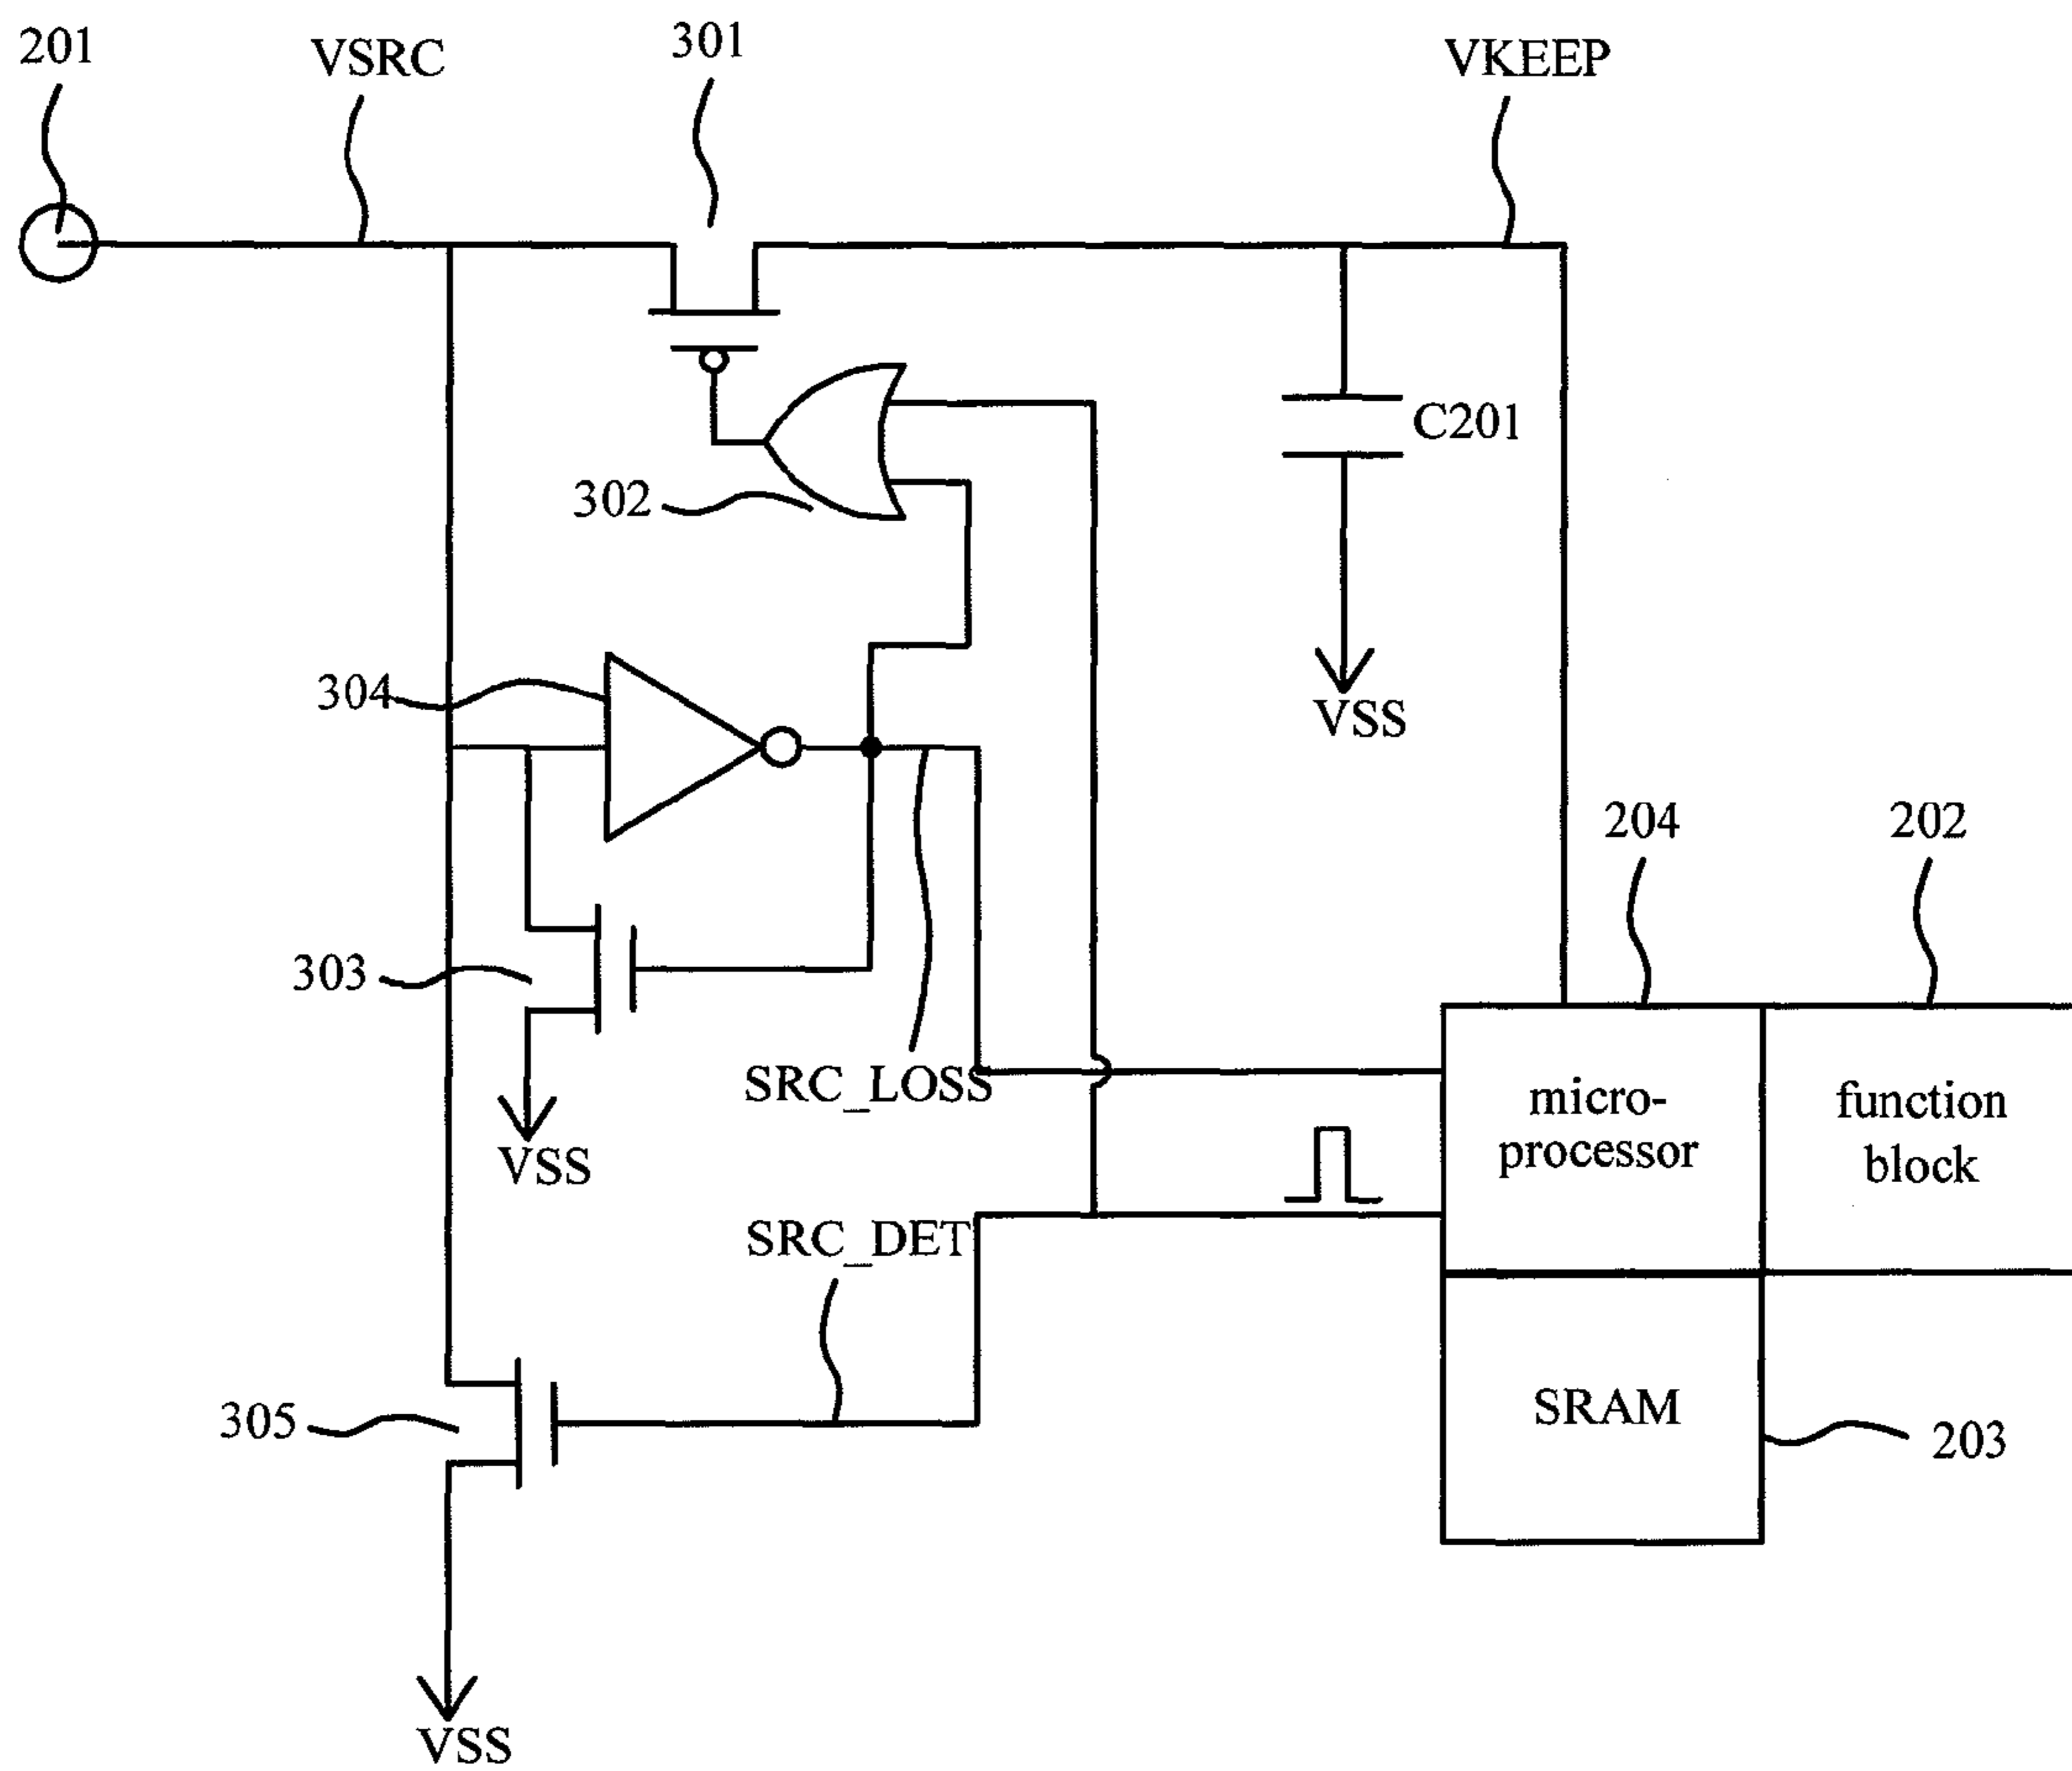 201
VSRC
301
VKEEP
302
C201
304
VSS
204
202
303
SRC_LOSS
micro-
processor
function
block
VSS
SRC_DET
305
SRAM
203
VSS